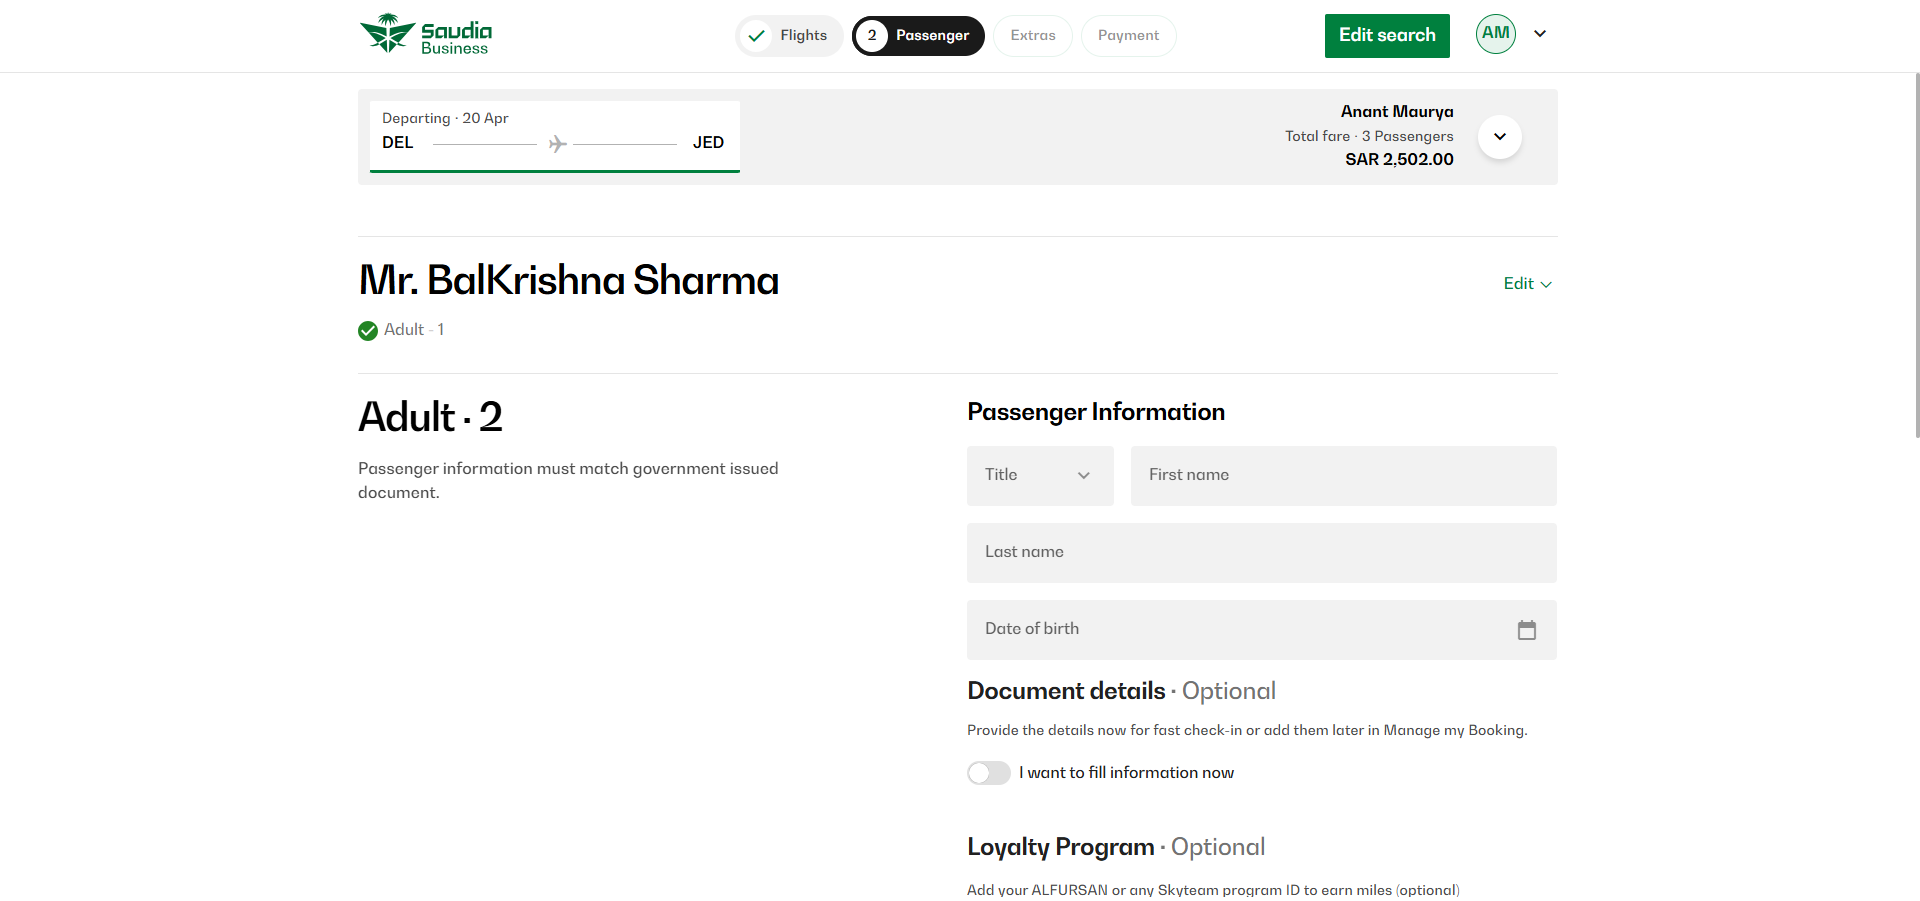 Saudia
Business
Flights
2
Passenger
Extras
Payment
Edit search
AM
Departing · 20 Apr
DEL
JED
Anant Maurya
Total fare · 3 Passengers
SAR 2,502.00
Mr. BalKrishna Sharma
Edit
Adult - 1
Adult · 2
Passenger information must match government issued
document.
Passenger Information
Title
First name
Last name
Date of birth
Document details · Optional
Provide the details now for fast check-in or add them later in Manage my Booking.
I want to fill information now
Loyalty Program · Optional
Add your ALFURSAN or any Skyteam program ID to earn miles (optional)